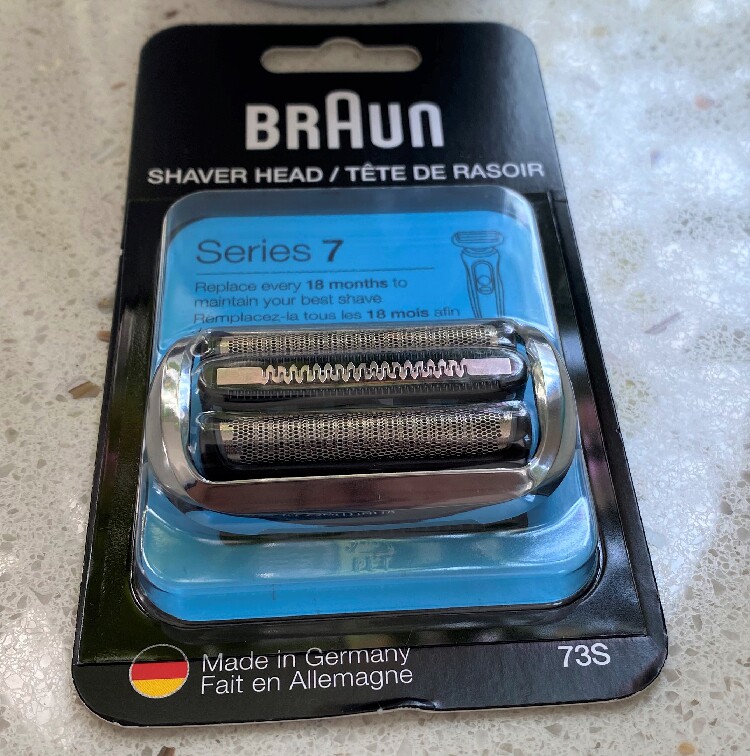 BRAUN
SHAVER HEAD / TÊTE DE RASOIR
Series 7
Replace every 18 months to
maintain your best shave
Remplacez-la tous les 18 mois afin
Made in Germany
Fait en Allemagne
73S